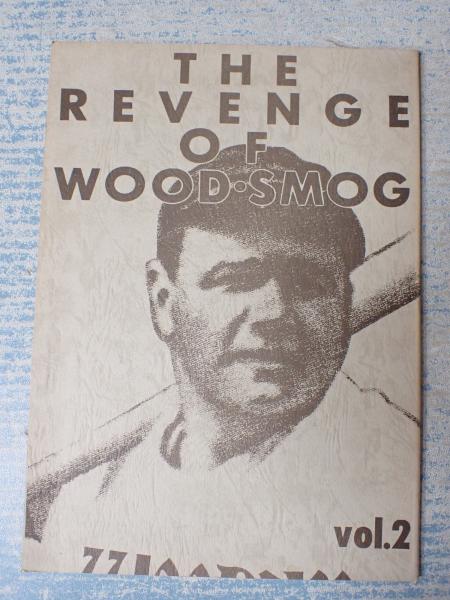 THE
REVENGE
OF
WOOD·SMOG
vol.2